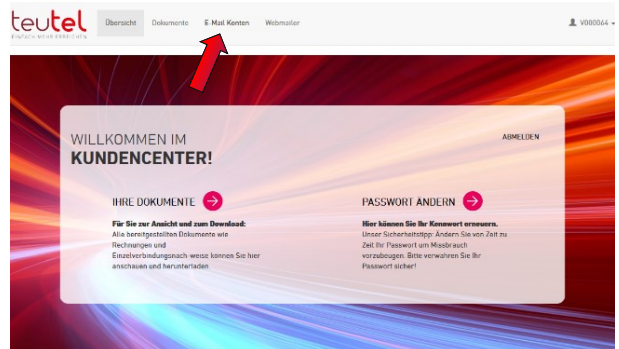 teutel
EINFACH MEHR ERREICHEN
Übersicht Dokumente E-Mail Konten Webmailer V000064
WILLKOMMEN IM
KUNDENCENTER!
ABMELDEN
IHRE DOKUMENTE
Für Sie zur Ansicht und zum Download:
Alle bereitgestellten Dokumente wie
Rechnungen und
Einzelverbindungsnach-weise können Sie hier
anschauen und herunterladen
PASSWORT ÄNDERN
Hier können Sie Ihr Kennwort erneuern.
Unser Sicherheitstipp: Ändern Sie von Zeit zu
Zeit Ihr Passwort um Missbrauch
vorzubeugen. Bitte verwahren Sie Ihr
Passwort sicher!